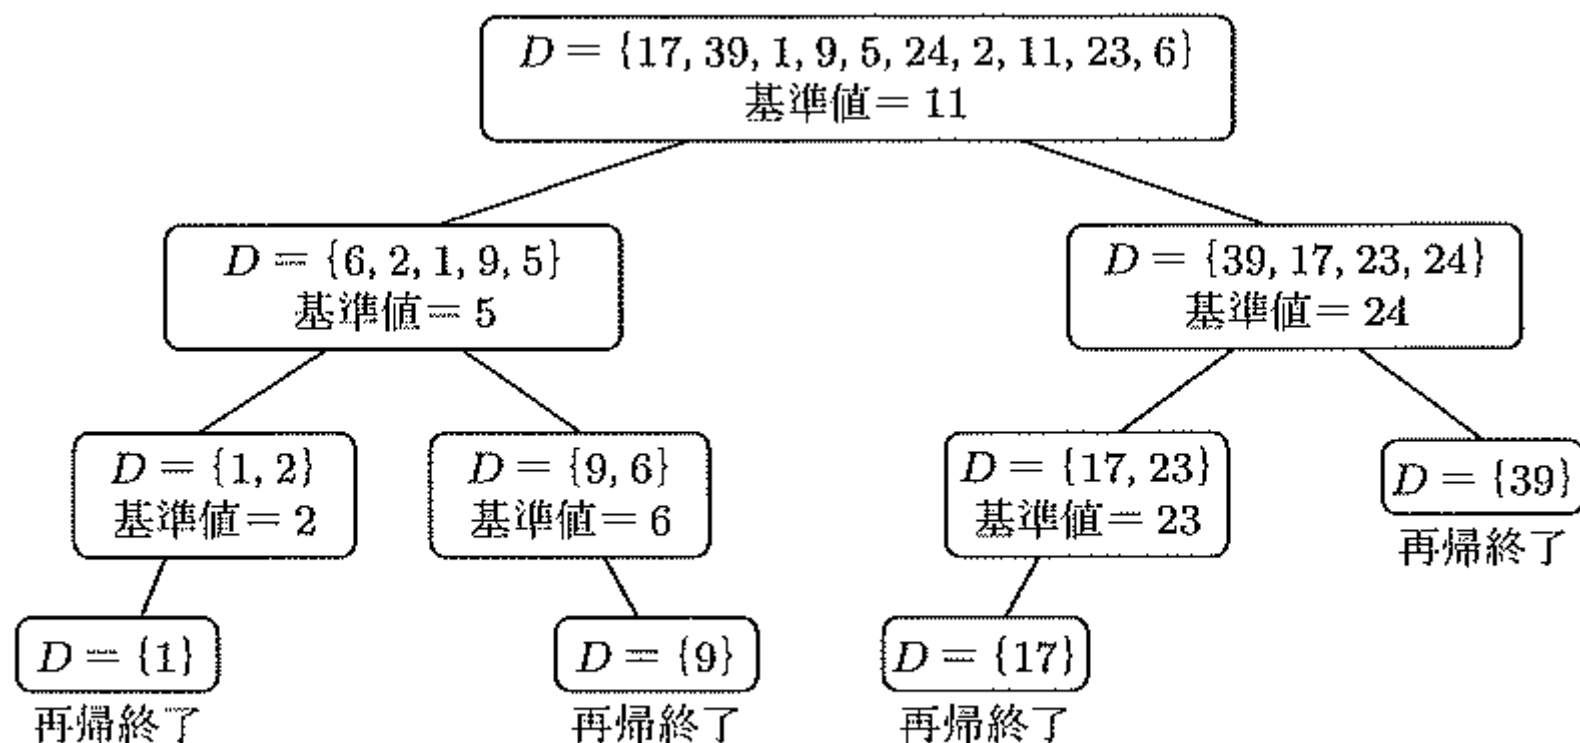 D = {17, 39, 1, 9, 5, 24, 2, 11, 23, 6}
基準値 = 11
D = {6, 2, 1, 9, 5}
基準値 = 5
D = {39, 17, 23, 24}
基準値 = 24
D = {1, 2}
基準値 = 2
D = {9, 6}
基準値 = 6
D = {17, 23}
基準値 = 23
D = {39}
再帰終了
D = {1}
再帰終了
D = {9}
再帰終了
D = {17}
再帰終了